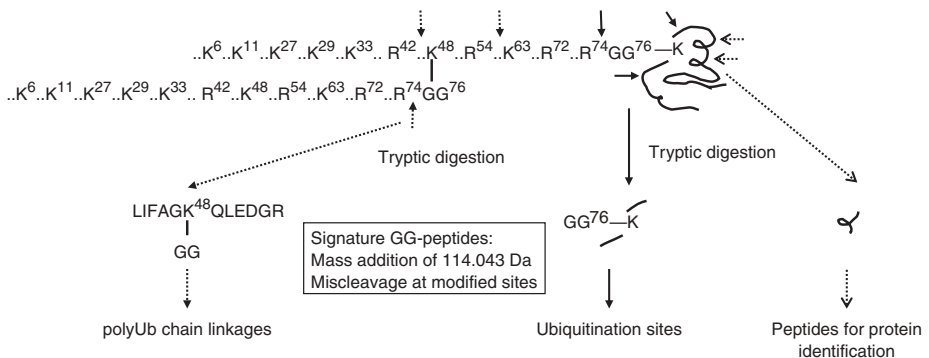 ..K⁶..K¹¹..K²⁷..K²⁹..K³³.. R⁴²..K⁴⁸..R⁵⁴..K⁶³..R⁷²..R⁷⁴GG⁷⁶—K
..K⁶..K¹¹..K²⁷..K²⁹..K³³.. R⁴²..K⁴⁸..R⁵⁴..K⁶³..R⁷²..R⁷⁴GG⁷⁶
Tryptic digestion
Tryptic digestion
LIFAGK⁴⁸QLEDGR
GG
Signature GG-peptides:
Mass addition of 114.043 Da
Miscleavage at modified sites
GG⁷⁶—K
polyUb chain linkages
Ubiquitination sites
Peptides for protein
identification